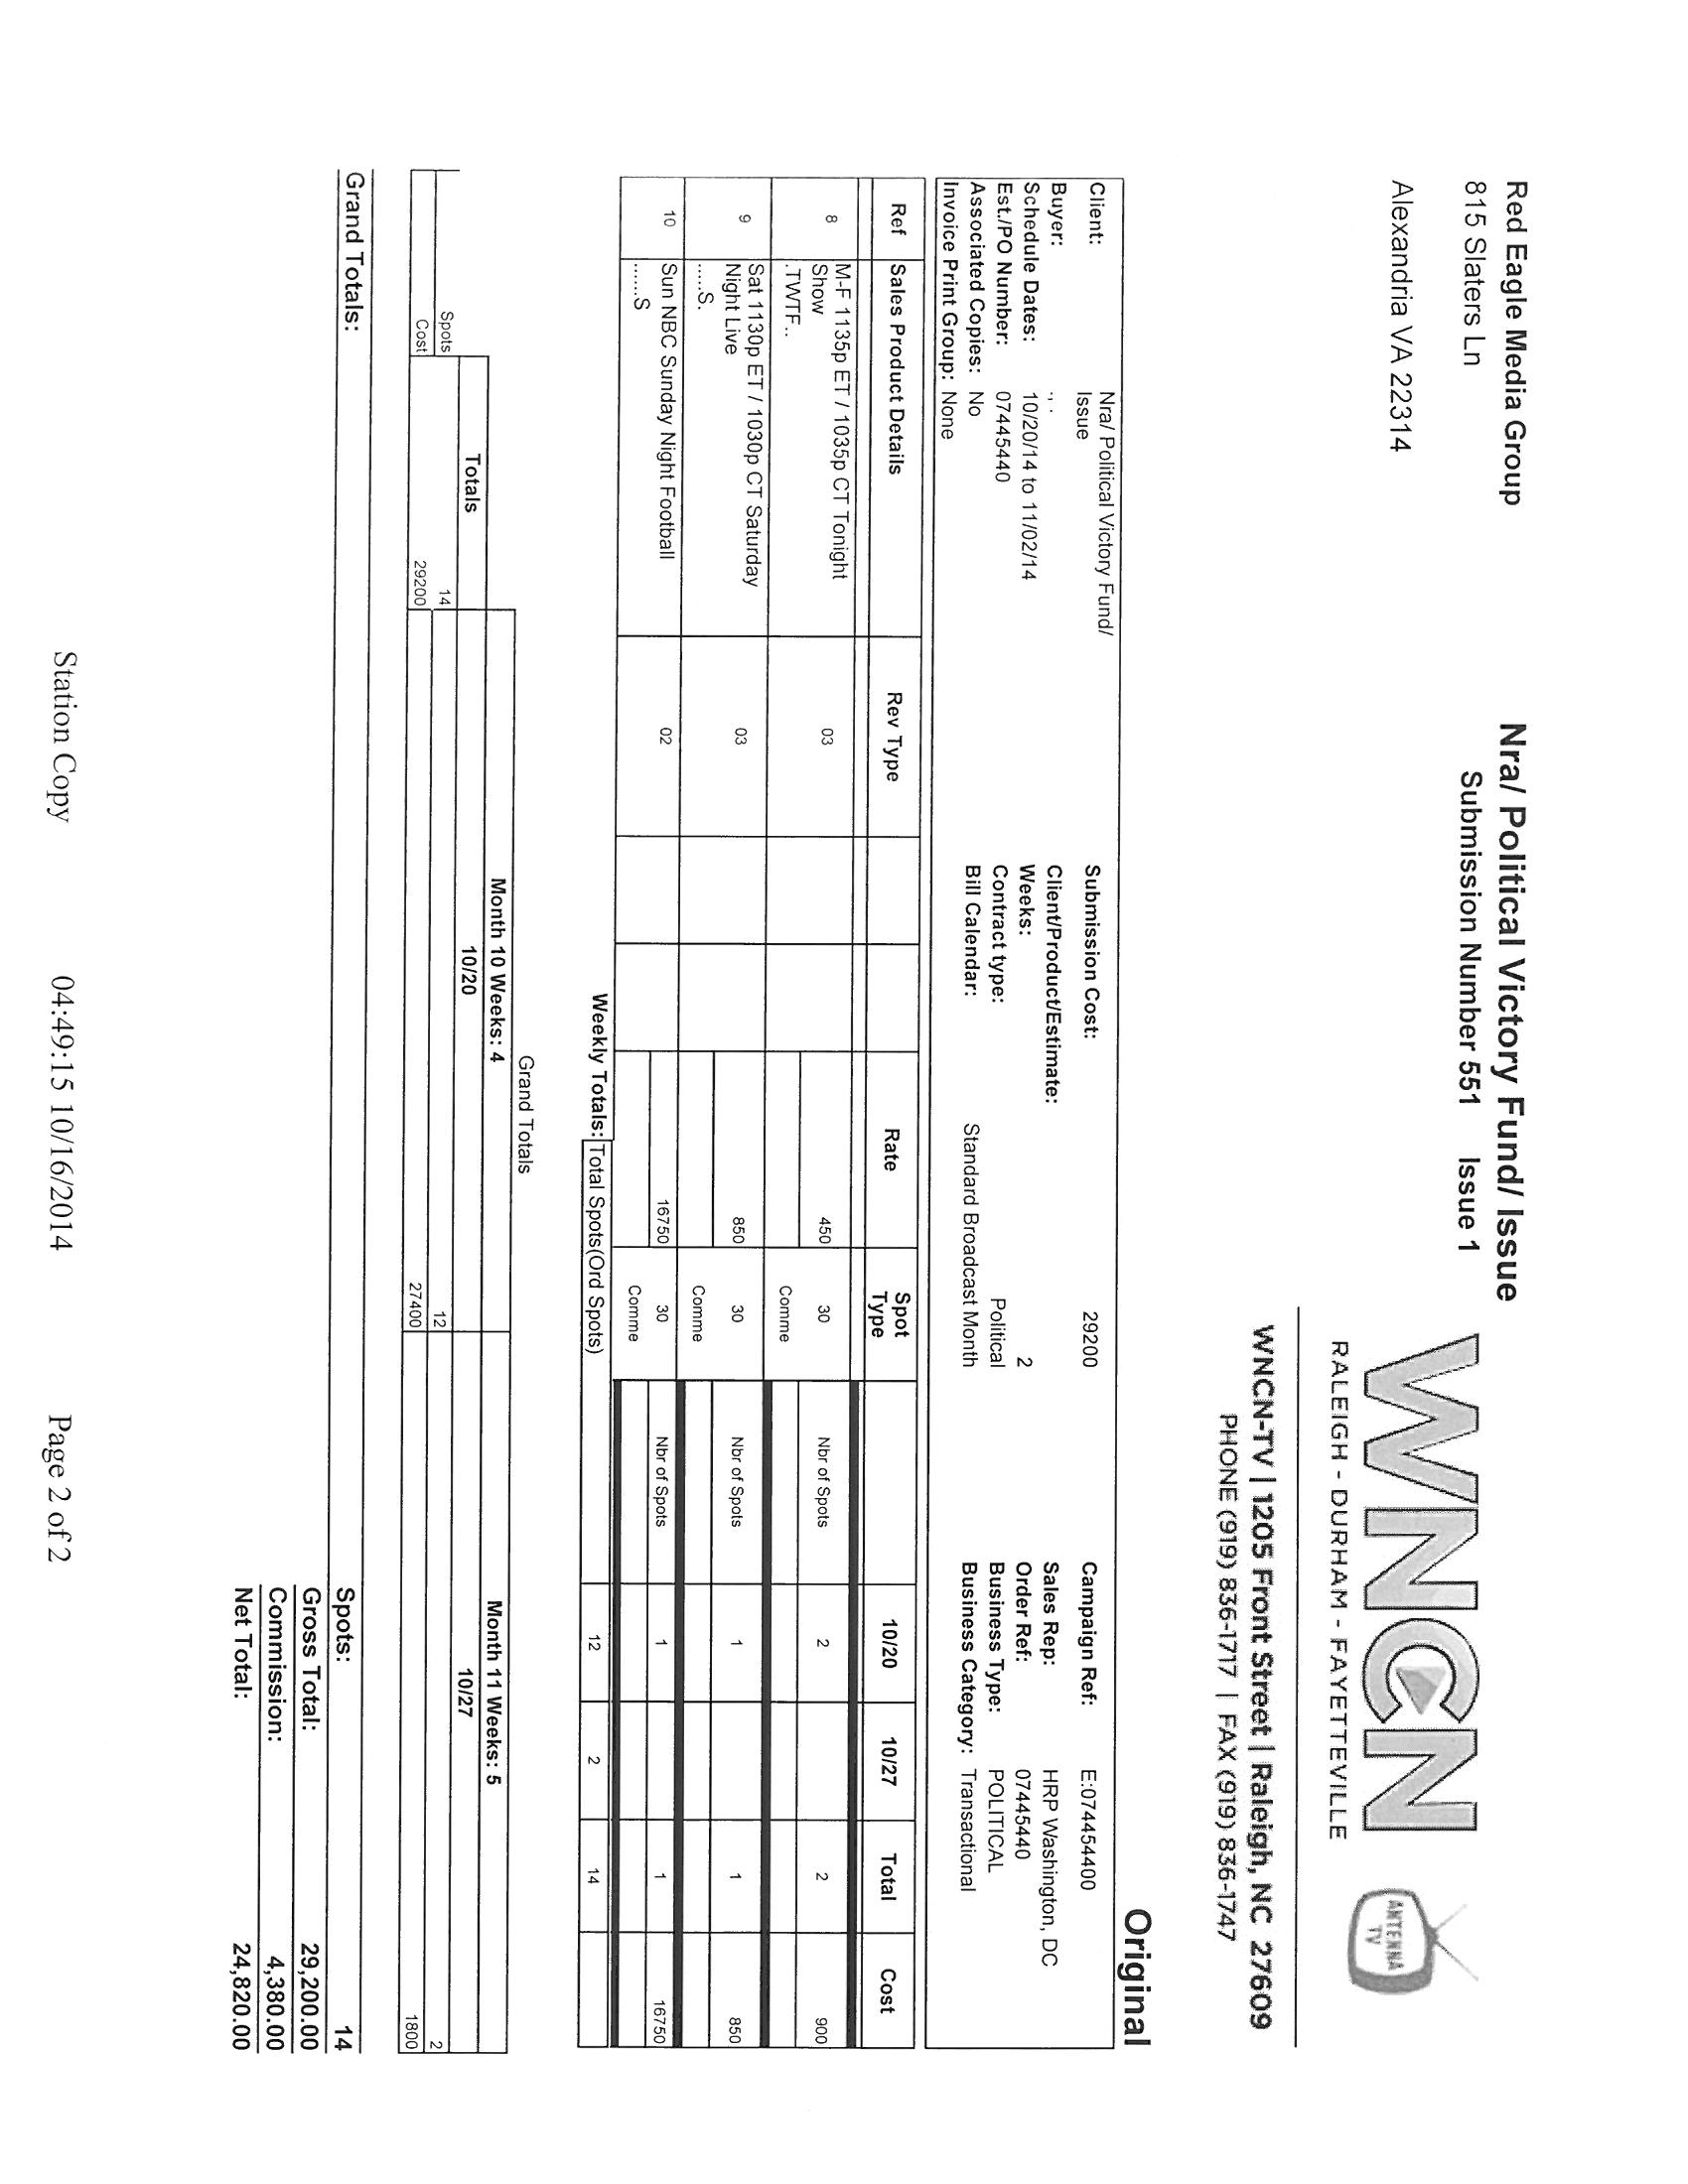 Red Eagle Media Group
815 Slaters Ln
Alexandria VA 22314
Nra/ Political Victory Fund/ Issue
Submission Number 551 Issue 1
WNCN
RALEIGH - DURHAM - FAYETTEVILLE
ANTENNA
TV
WNCN-TV | 1205 Front Street | Raleigh, NC 27609
PHONE (919) 836-1717 | FAX (919) 836-1747
Original
Client: Nra/ Political Victory Fund/ Submission Cost: 29200 Campaign Ref: E:07445440​0
Issue
Buyer: , . Client/Product/Estimate: Sales Rep: HRP Washington, DC
Schedule Dates: 10/20/14 to 11/02/14 Weeks: 2 Order Ref: 07445440
Est./PO Number: 07445440 Contract type: Political Business Type: POLITICAL
Associated Copies: No Bill Calendar: Standard Broadcast Month Business Category: Transactional
Invoice Print Group: None
Ref Sales Product Details Rev Type Rate Spot Type 10/20 10/27 Total Cost
8 M-F 1135p ET / 1035p CT Tonight 03 450 30 Nbr of Spots 2 2 900
Show
.TWTF.. Comme
9 Sat 1130p ET / 1030p CT Saturday 03 850 30 Nbr of Spots 1 1 850
Night Live
.....S. Comme
10 Sun NBC Sunday Night Football 02 16750 30 Nbr of Spots 1 1 16750
......S Comme
Weekly Totals: Total Spots(Ord Spots) 12 2 14
Grand Totals
Month 10 Weeks: 4 Month 11 Weeks: 5
Totals 10/20 10/27
Spots 14 12 2
Cost 29200 27400 1800
Grand Totals: Spots: 14
Gross Total: 29,200.00
Commission: 4,380.00
Net Total: 24,820.00
Station Copy 04:49:15 10/16/2014 Page 2 of 2